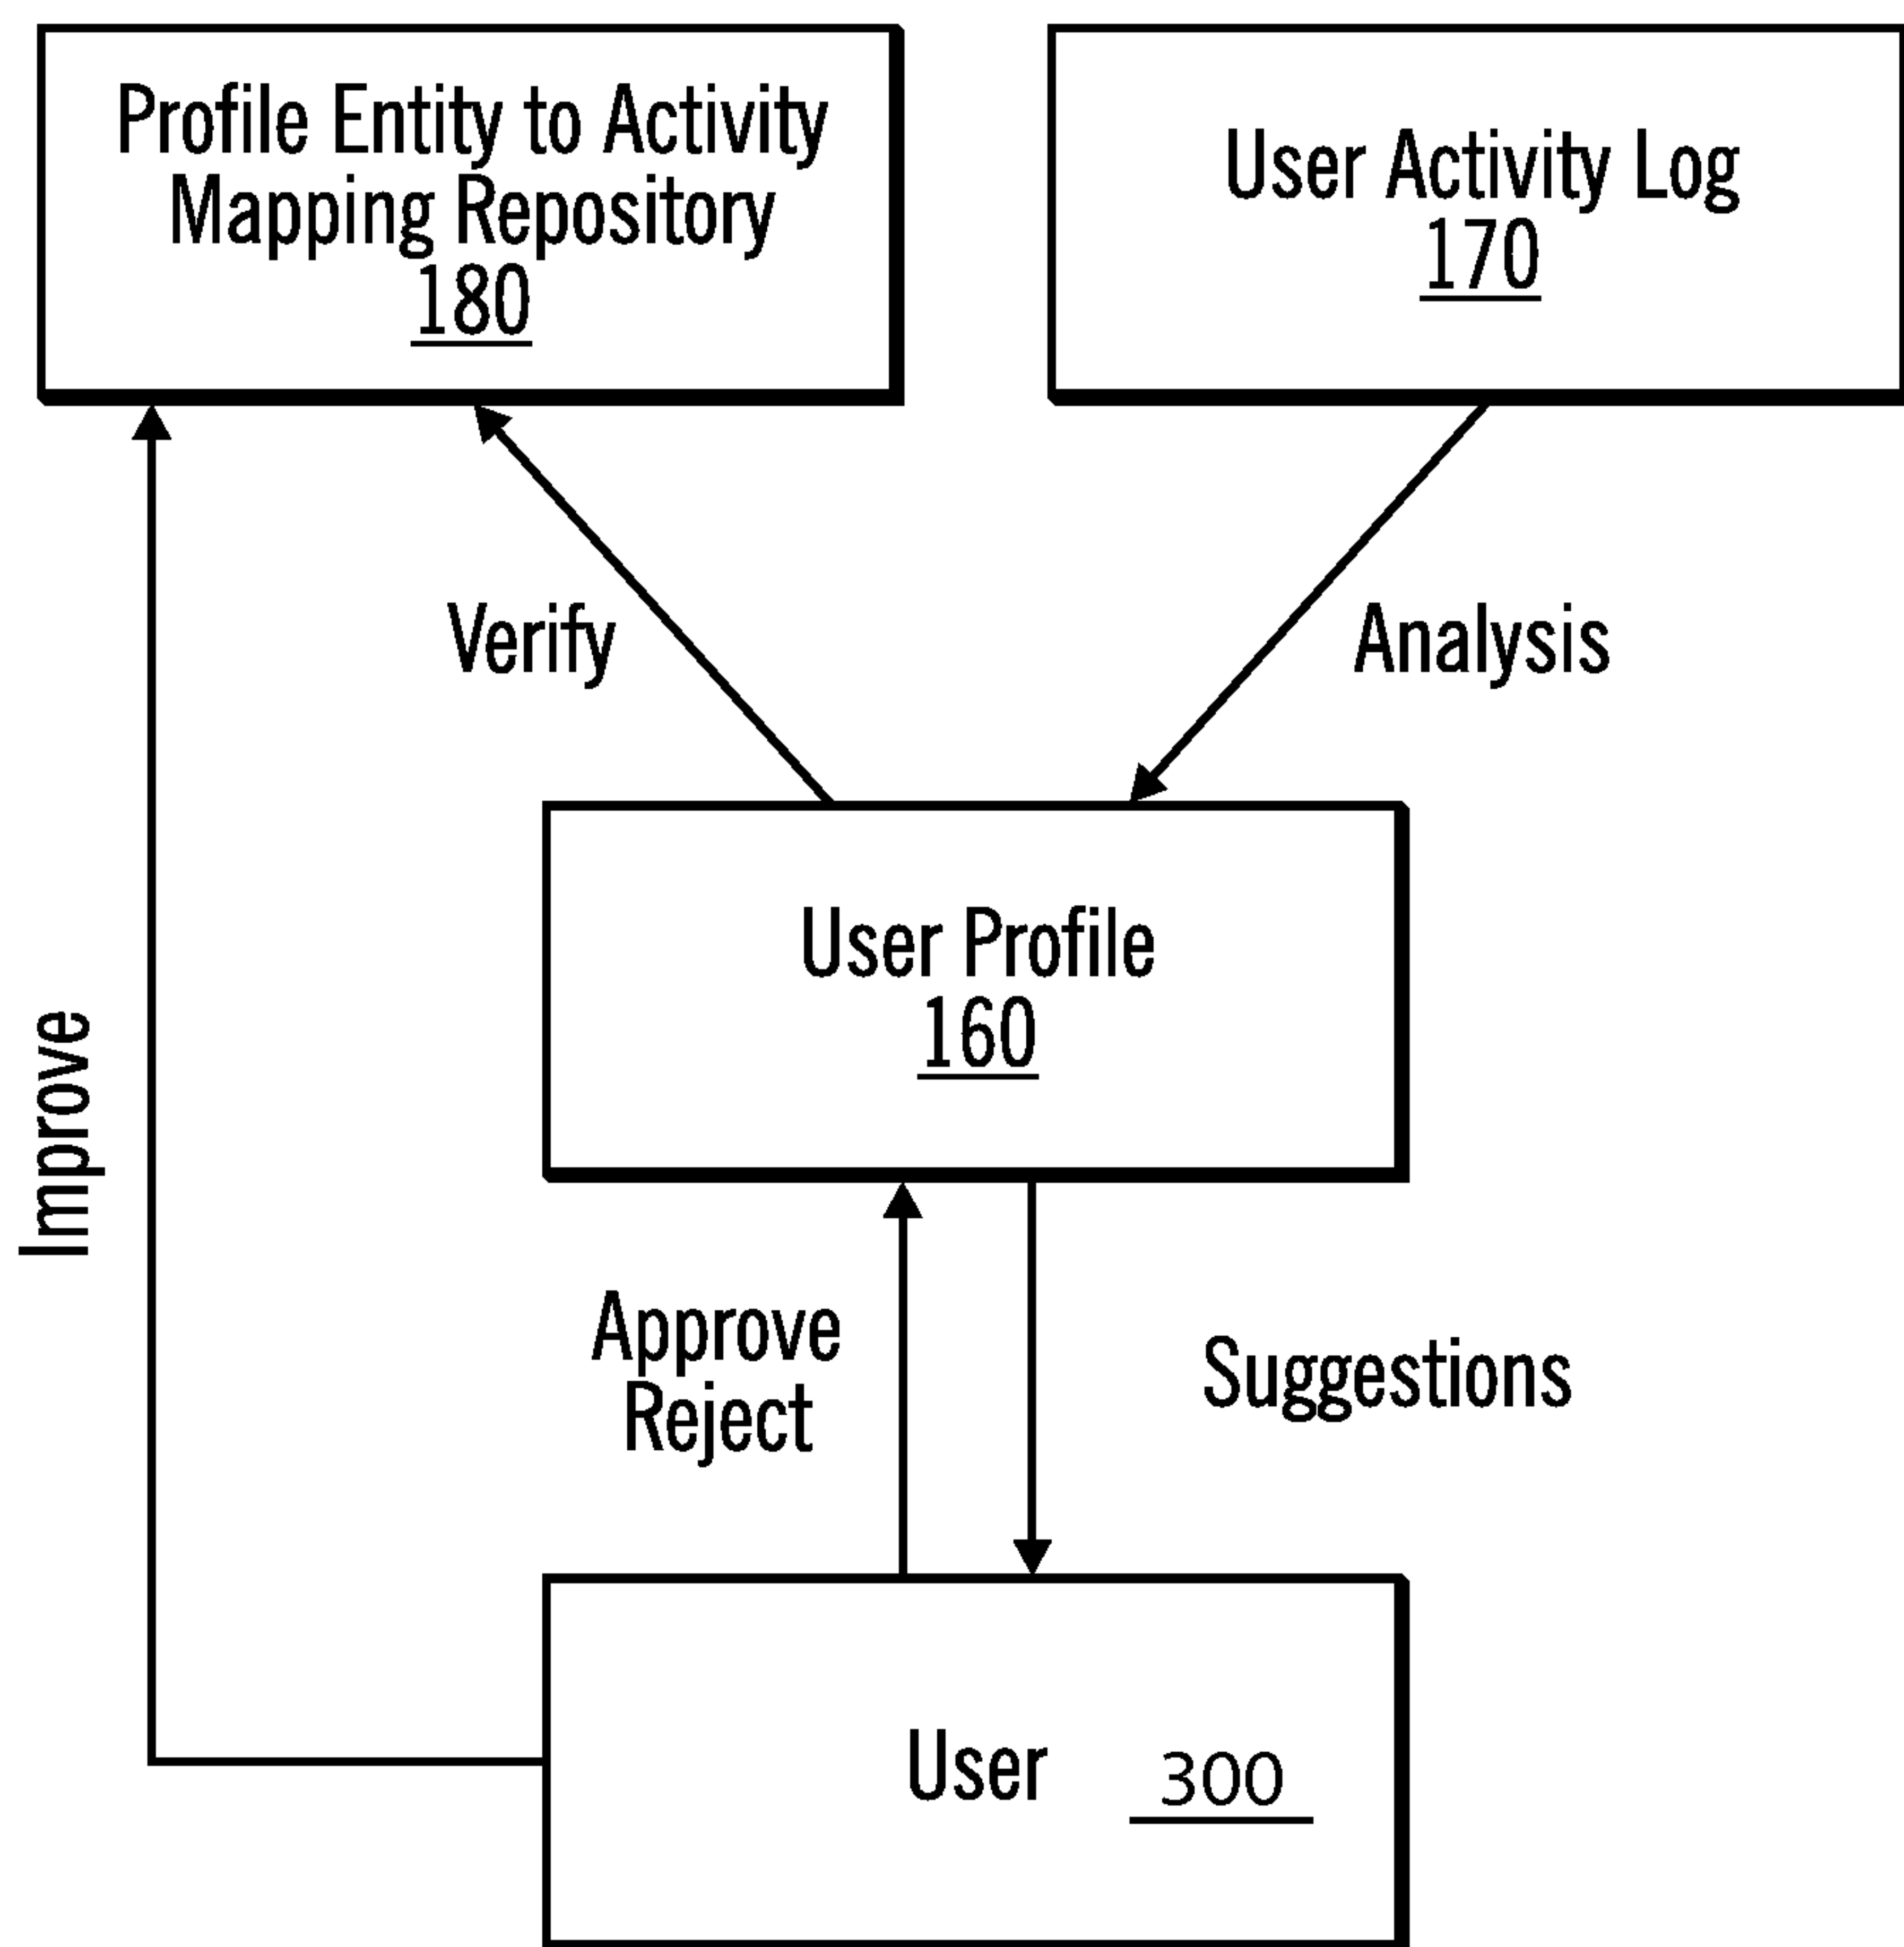 Profile Entity to Activity
Mapping Repository
180
User Activity Log
170
Verify
Analysis
User Profile
160
Improve
Approve
Reject
Suggestions
User 300